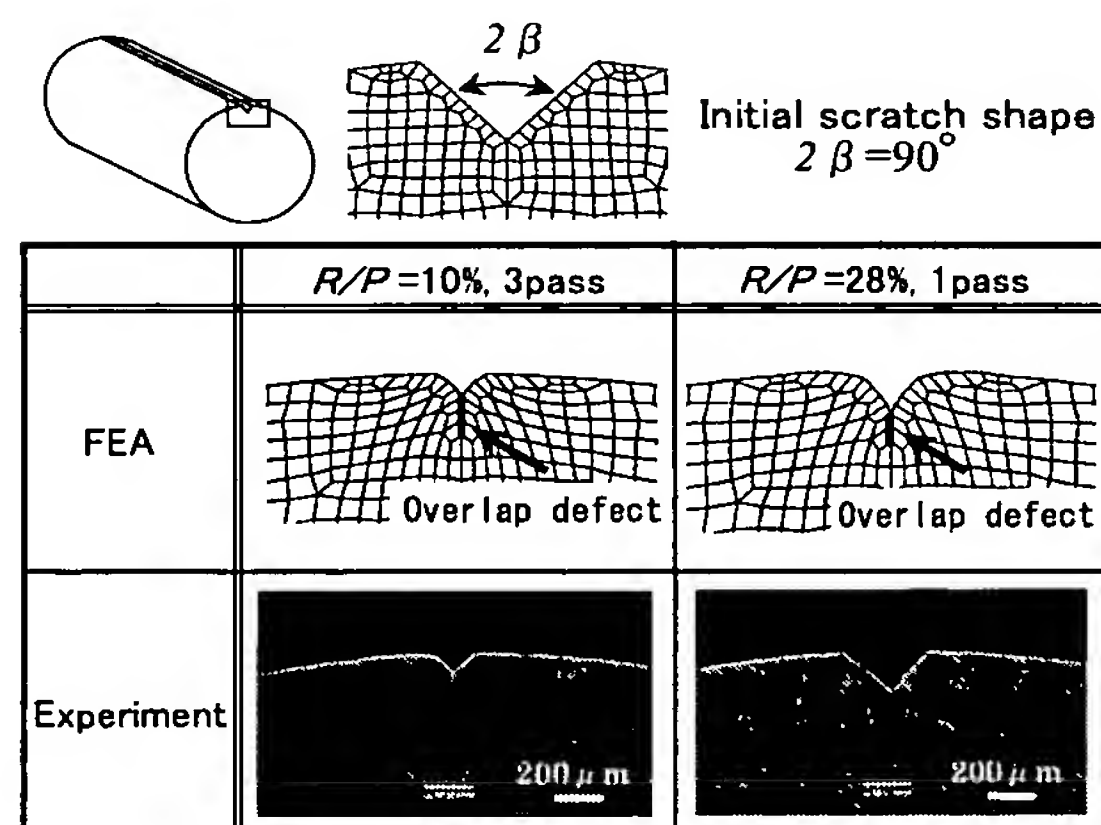 2 β
Initial scratch shape
2 β =90°
R/P=10%, 3pass
R/P=28%, 1pass
FEA
Overlap defect
Overlap defect
Experiment
200 μ m
200 μ m